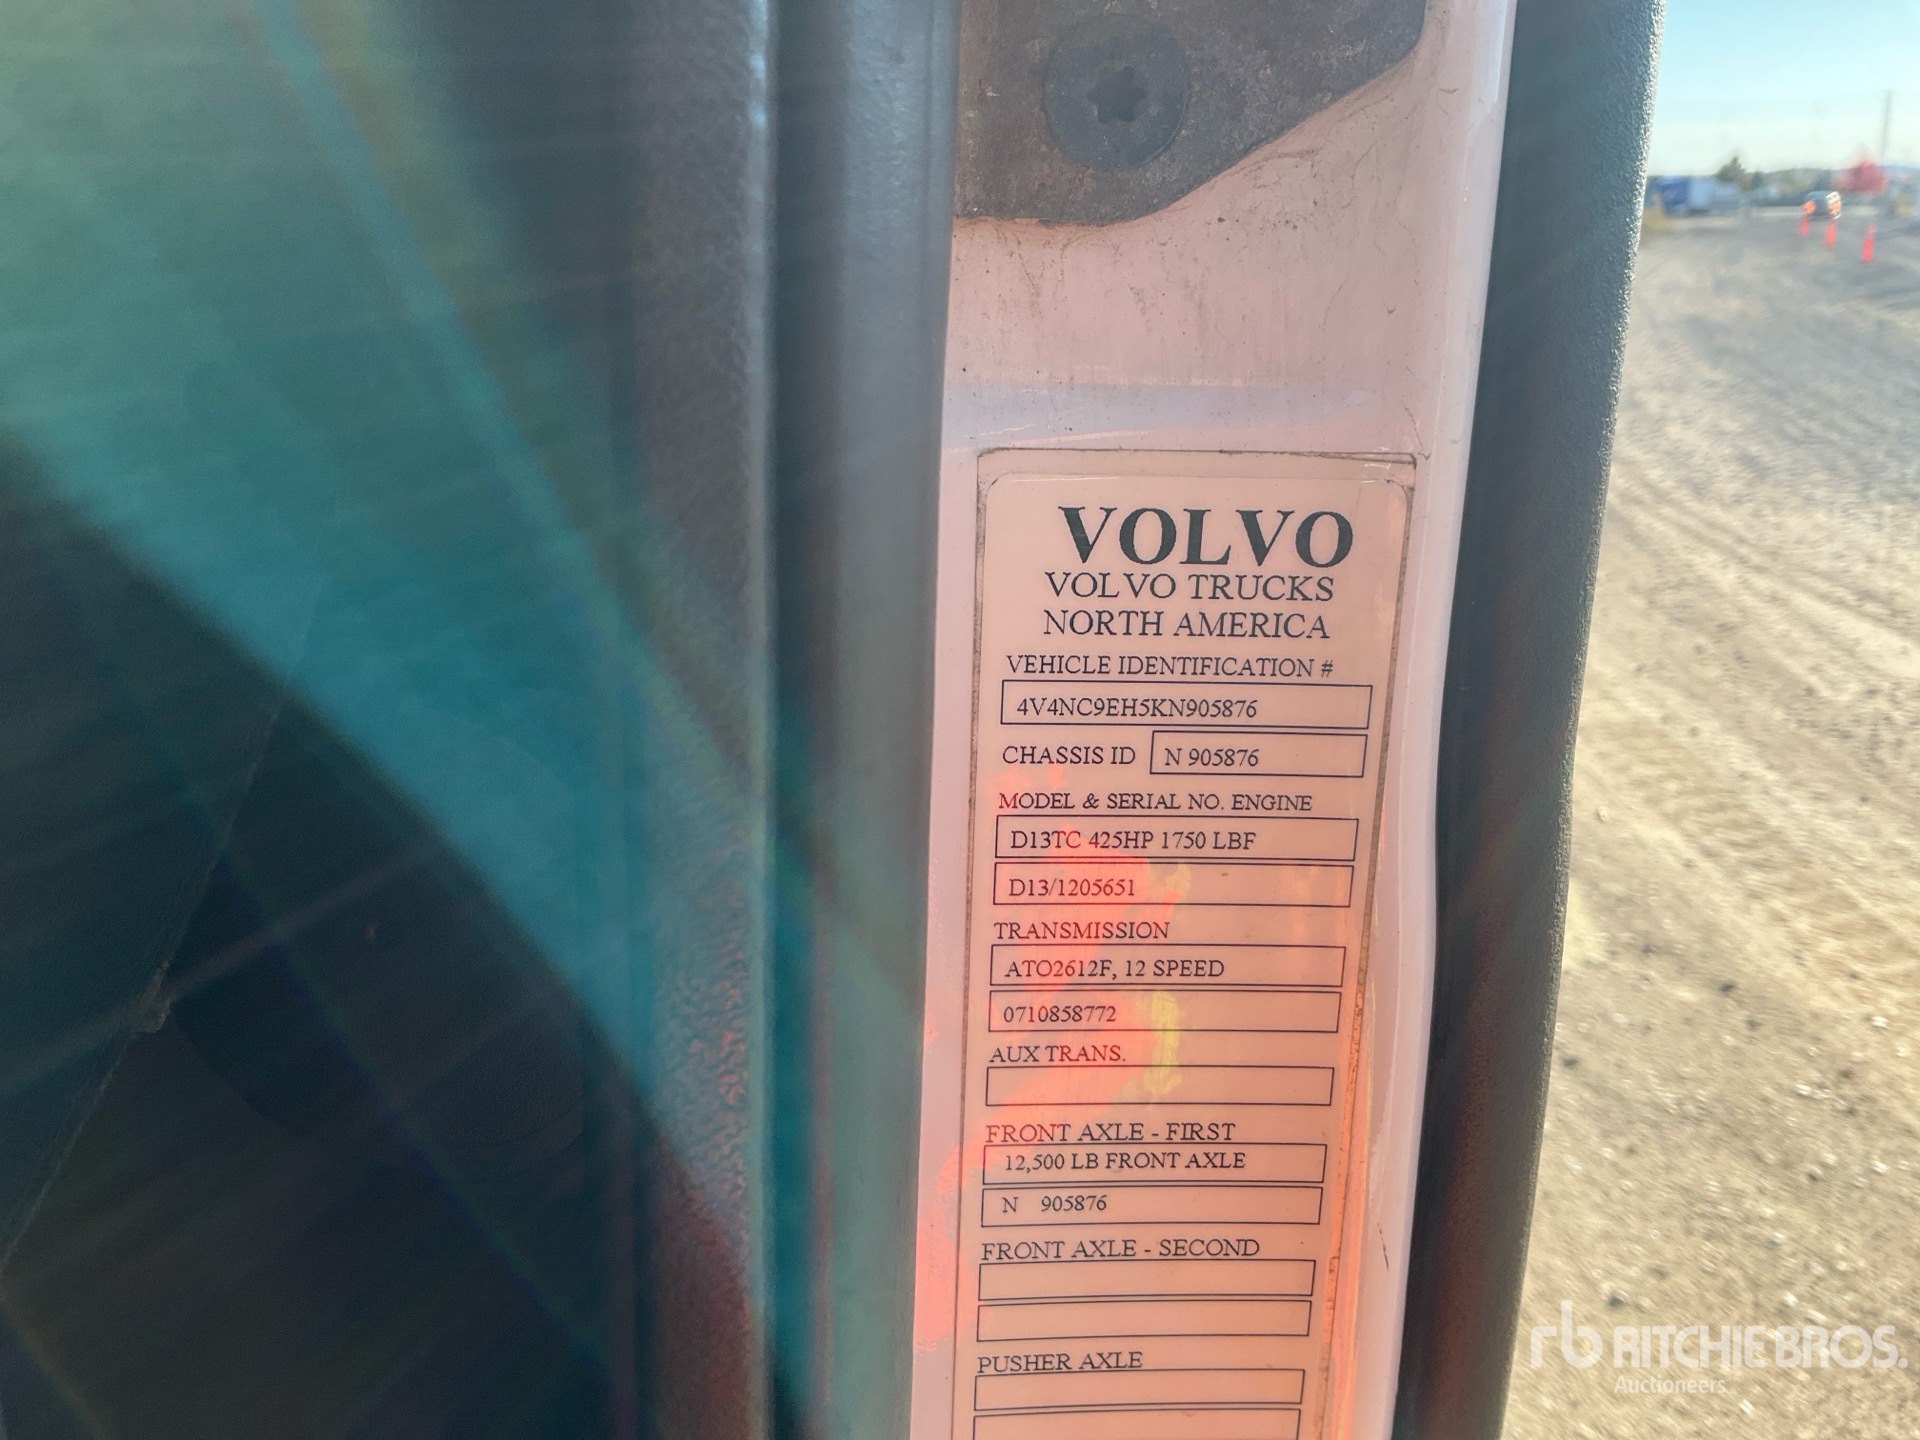 VOLVO
VOLVO TRUCKS
NORTH AMERICA
VEHICLE IDENTIFICATION #
4V4NC9EH5KN905876
CHASSIS ID N 905876
MODEL & SERIAL NO. ENGINE
D13TC 425HP 1750 LBF
D13/1205651
TRANSMISSION
ATO2612F, 12 SPEED
0710858772
AUX TRANS.
FRONT AXLE - FIRST
12,500 LB FRONT AXLE
N 905876
FRONT AXLE - SECOND
PUSHER AXLE
rb RITCHIE BROS.
Auctioneers